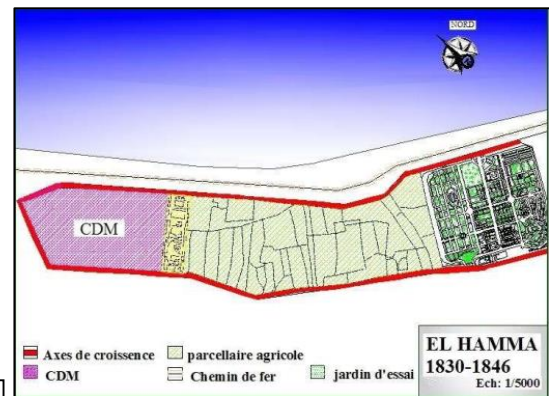 NORD
CDM
Axes de croissence
parcellaire agricole
CDM
Chemin de fer
jardin d'essai
EL HAMMA
1830-1846
Ech: 1/5000